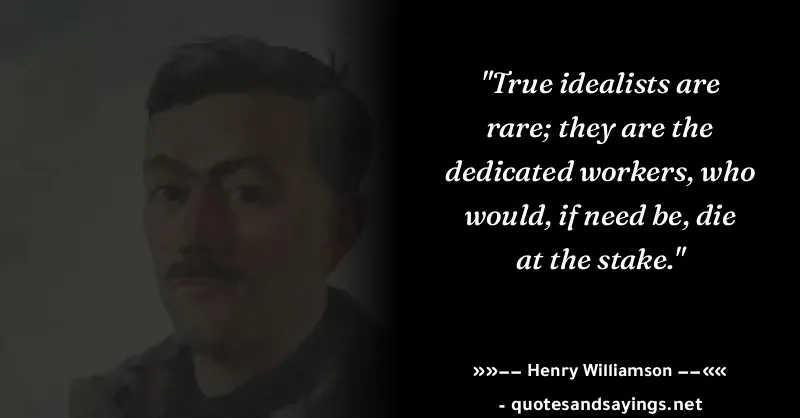 "True idealists are
rare; they are the
dedicated workers, who
would, if need be, die
at the stake."
»»−− Henry Williamson −−««
- quotesandsayings.net